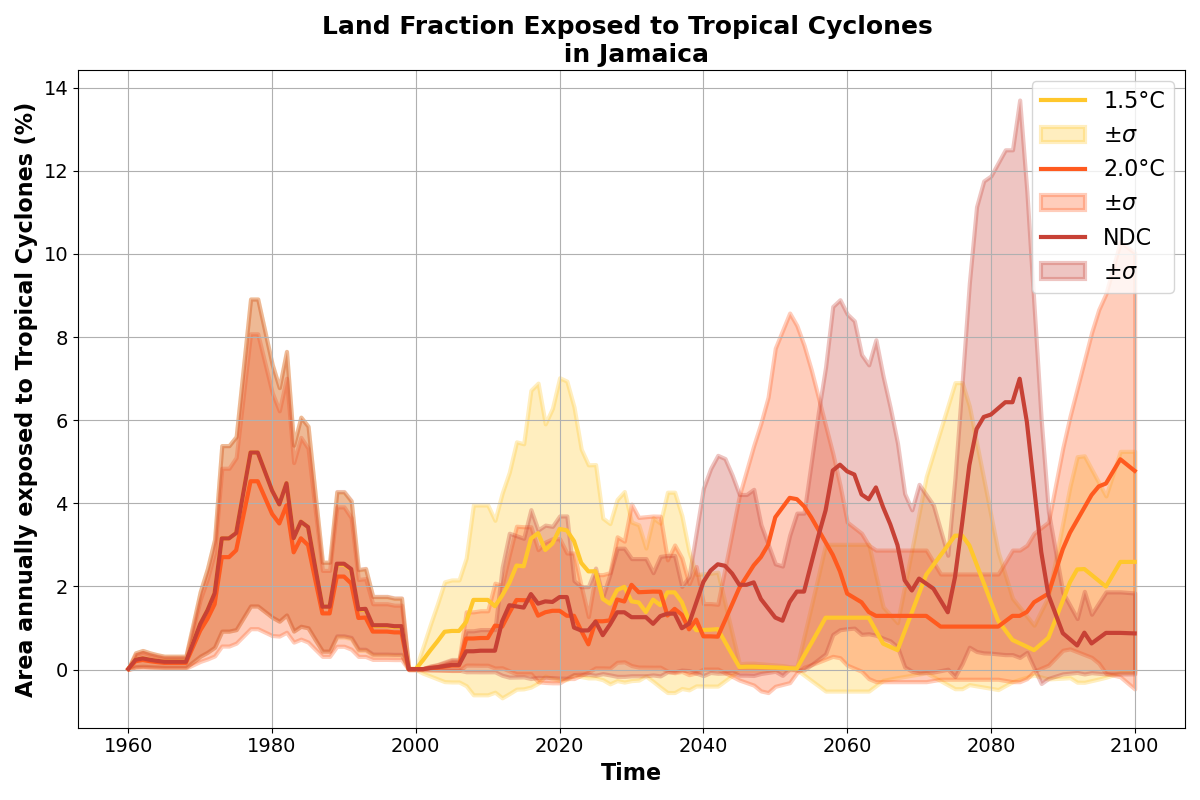 Land Fraction Exposed to Tropical Cyclones
in Jamaica
Area annually exposed to Tropical Cyclones (%)
14
12
10
8
6
4
2
0
1.5°C
±σ
2.0°C
±σ
NDC
±σ
1960 1980 2000 2020 2040 2060 2080 2100
Time